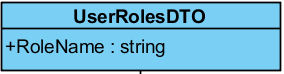 UserRolesDTO
+RoleName : string